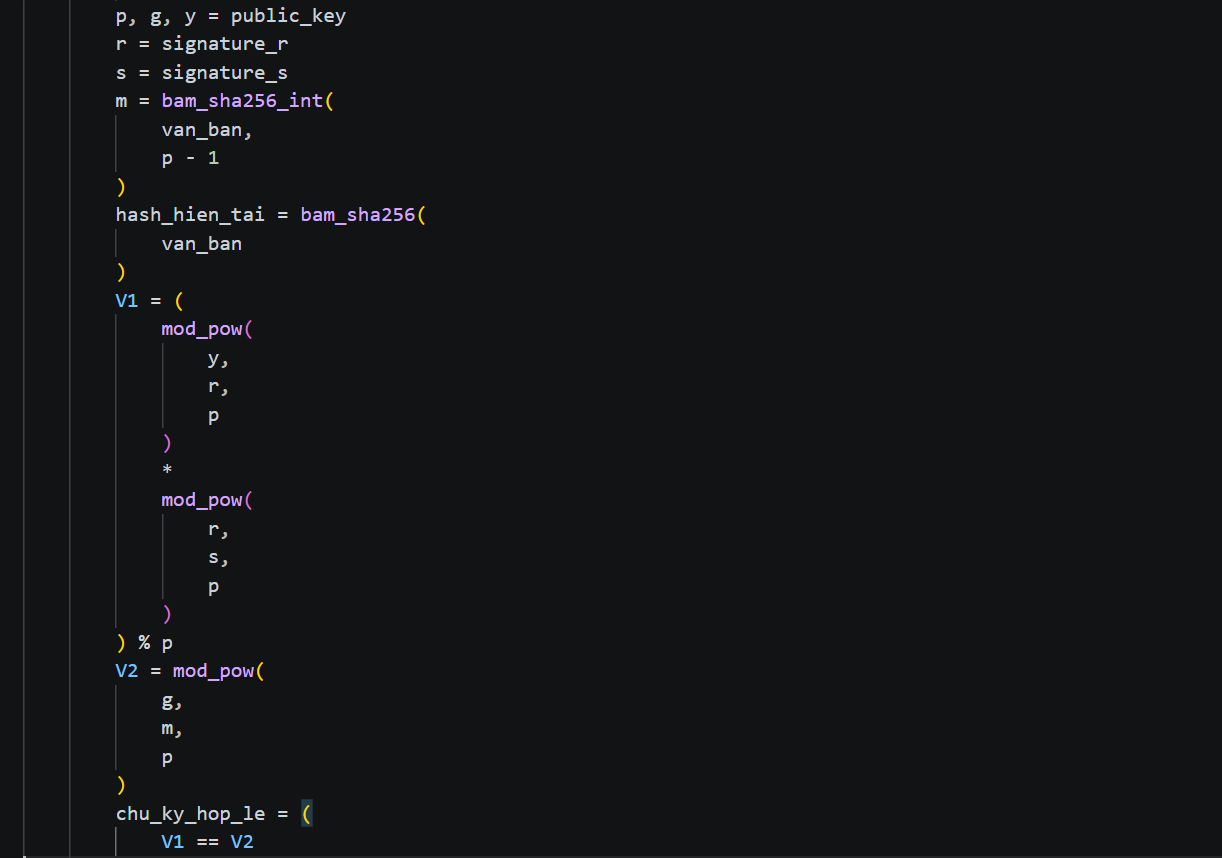 p, g, y = public_key
r = signature_r
s = signature_s
m = bam_sha256_int(
van_ban,
p - 1
)
hash_hien_tai = bam_sha256(
van_ban
)
V1 = (
mod_pow(
y,
r,
p
)
*
mod_pow(
r,
s,
p
)
) % p
V2 = mod_pow(
g,
m,
p
)
chu_ky_hop_le = (
V1 == V2